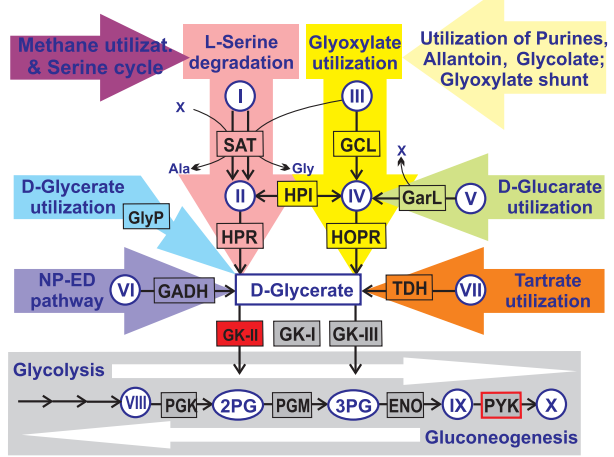 Methane utilizat.
& Serine cycle
L-Serine
degradation
Glyoxylate
utilization
Utilization of Purines,
Allantoin, Glycolate;
Glyoxylate shunt
I
III
X
SAT
GCL
X
Ala
Gly
D-Glycerate
utilization
GlyP
II
HPI
IV
GarL
V
D-Glucarate
utilization
HPR
HOPR
NP-ED
pathway
VI
GADH
D-Glycerate
TDH
VII
Tartrate
utilization
GK-II
GK-I
GK-III
Glycolysis
VIII
PGK
2PG
PGM
3PG
ENO
IX
PYK
X
Gluconeogenesis